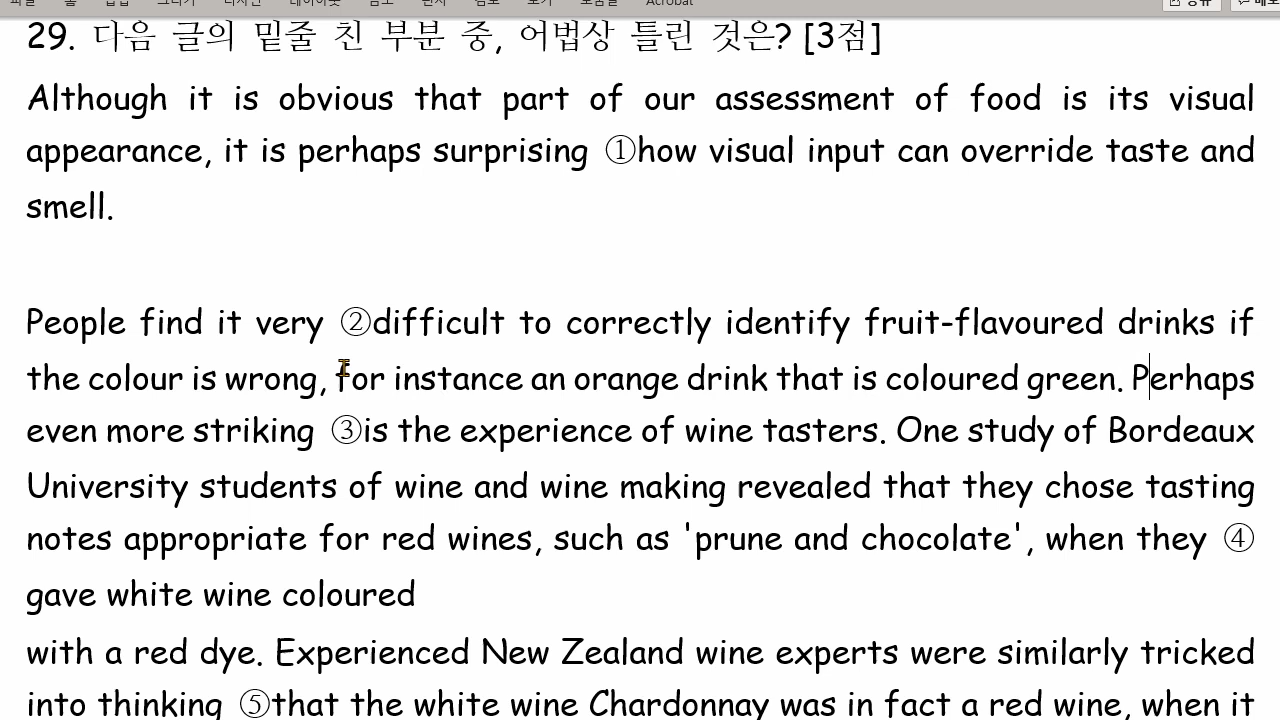 Acrobat
29. 다음 글의 밑줄 친 부분 중, 어법상 틀린 것은? [3점]
Although it is obvious that part of our assessment of food is its visual
appearance, it is perhaps surprising ①how visual input can override taste and
smell.
People find it very ②difficult to correctly identify fruit-flavoured drinks if
the colour is wrong, for instance an orange drink that is coloured green. Perhaps
even more striking ③is the experience of wine tasters. One study of Bordeaux
University students of wine and wine making revealed that they chose tasting
notes appropriate for red wines, such as 'prune and chocolate', when they ④
gave white wine coloured
with a red dye. Experienced New Zealand wine experts were similarly tricked
into thinking ⑤that the white wine Chardonnay was in fact a red wine, when it